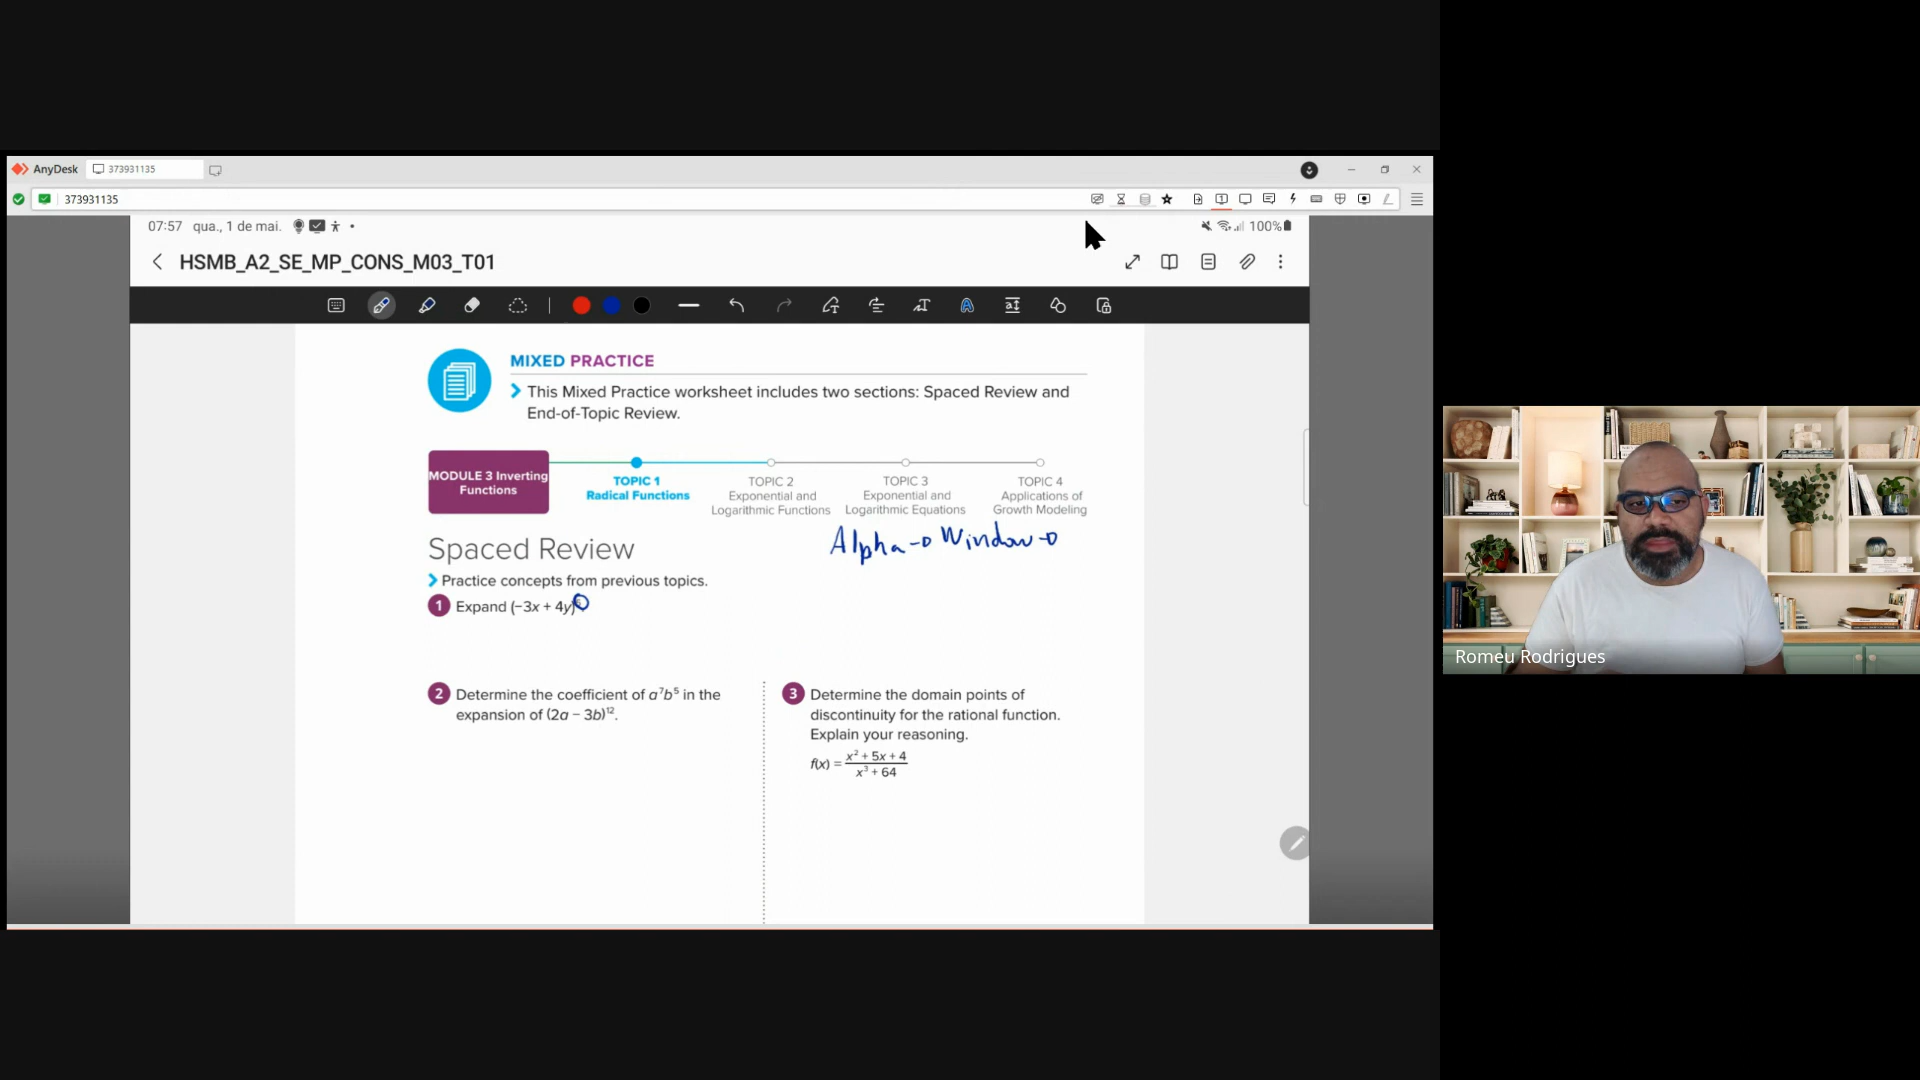 AnyDesk 373931135
373931135
07:57 qua., 1 de mai. 100%
HSMB_A2_SE_MP_CONS_M03_T01
MIXED PRACTICE
This Mixed Practice worksheet includes two sections: Spaced Review and
End-of-Topic Review.
MODULE 3 Inverting
Functions
TOPIC 1
Radical Functions
TOPIC 2
Exponential and
Logarithmic Functions
TOPIC 3
Exponential and
Logarithmic Equations
TOPIC 4
Applications of
Growth Modeling
Alpha → Window →
Spaced Review
Practice concepts from previous topics.
1 Expand (−3x + 4y)
2 Determine the coefficient of a⁷b⁵ in the
expansion of (2a − 3b)¹².
3 Determine the domain points of
discontinuity for the rational function.
Explain your reasoning.
f(x) = (x² + 5x + 4)/(x³ + 64)
Romeu Rodrigues